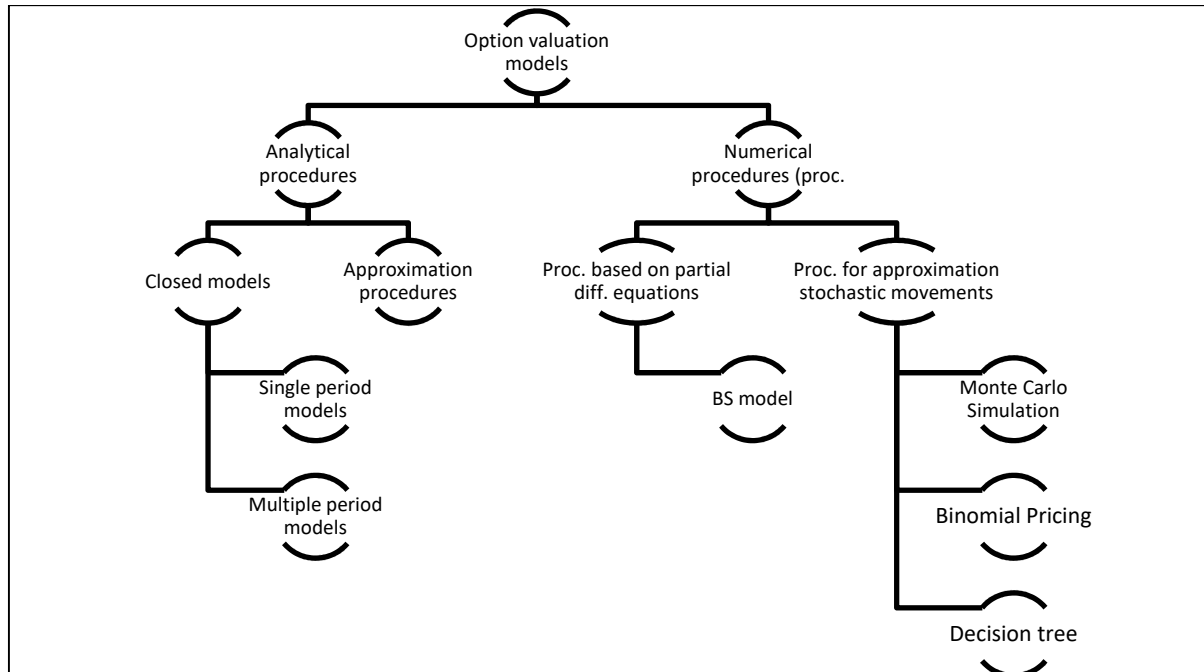 Option valuation
models
Analytical
procedures
Numerical
procedures (proc.
Closed models
Approximation
procedures
Proc. based on partial
diff. equations
Proc. for approximation
stochastic movements
Single period
models
Multiple period
models
BS model
Monte Carlo
Simulation
Binomial Pricing
Decision tree